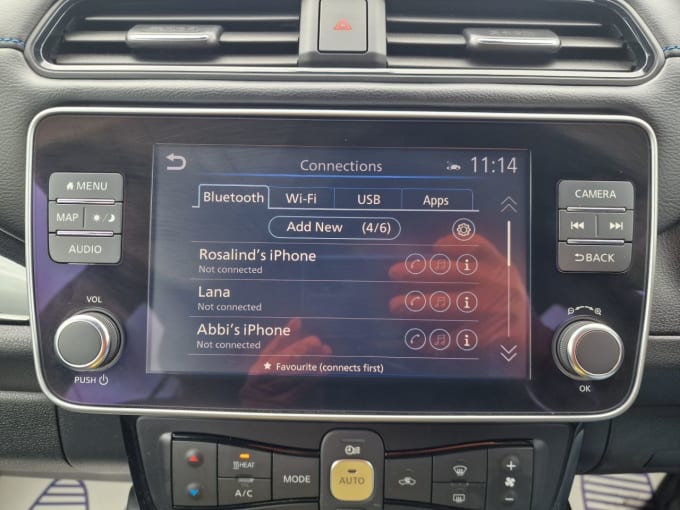 Connections 11:14
MENU
MAP
AUDIO
CAMERA
BACK
Bluetooth Wi-Fi USB Apps
Add New (4/6)
Rosalind's iPhone
Not connected
Lana
Not connected
Abbi's iPhone
Not connected
Favourite (connects first)
VOL
PUSH
OK
HEAT
A/C
MODE
AUTO